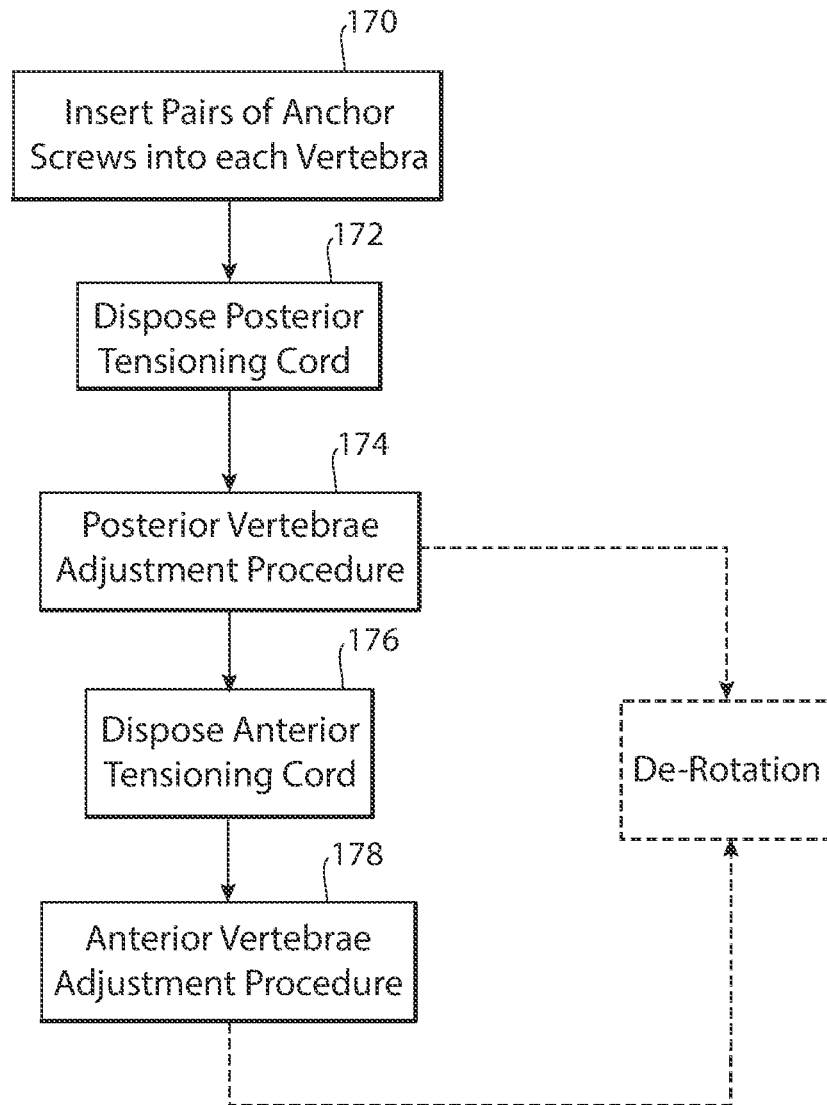 170
Insert Pairs of Anchor
Screws into each Vertebra
172
Dispose Posterior
Tensioning Cord
174
Posterior Vertebrae
Adjustment Procedure
176
Dispose Anterior
Tensioning Cord
De-Rotation
178
Anterior Vertebrae
Adjustment Procedure